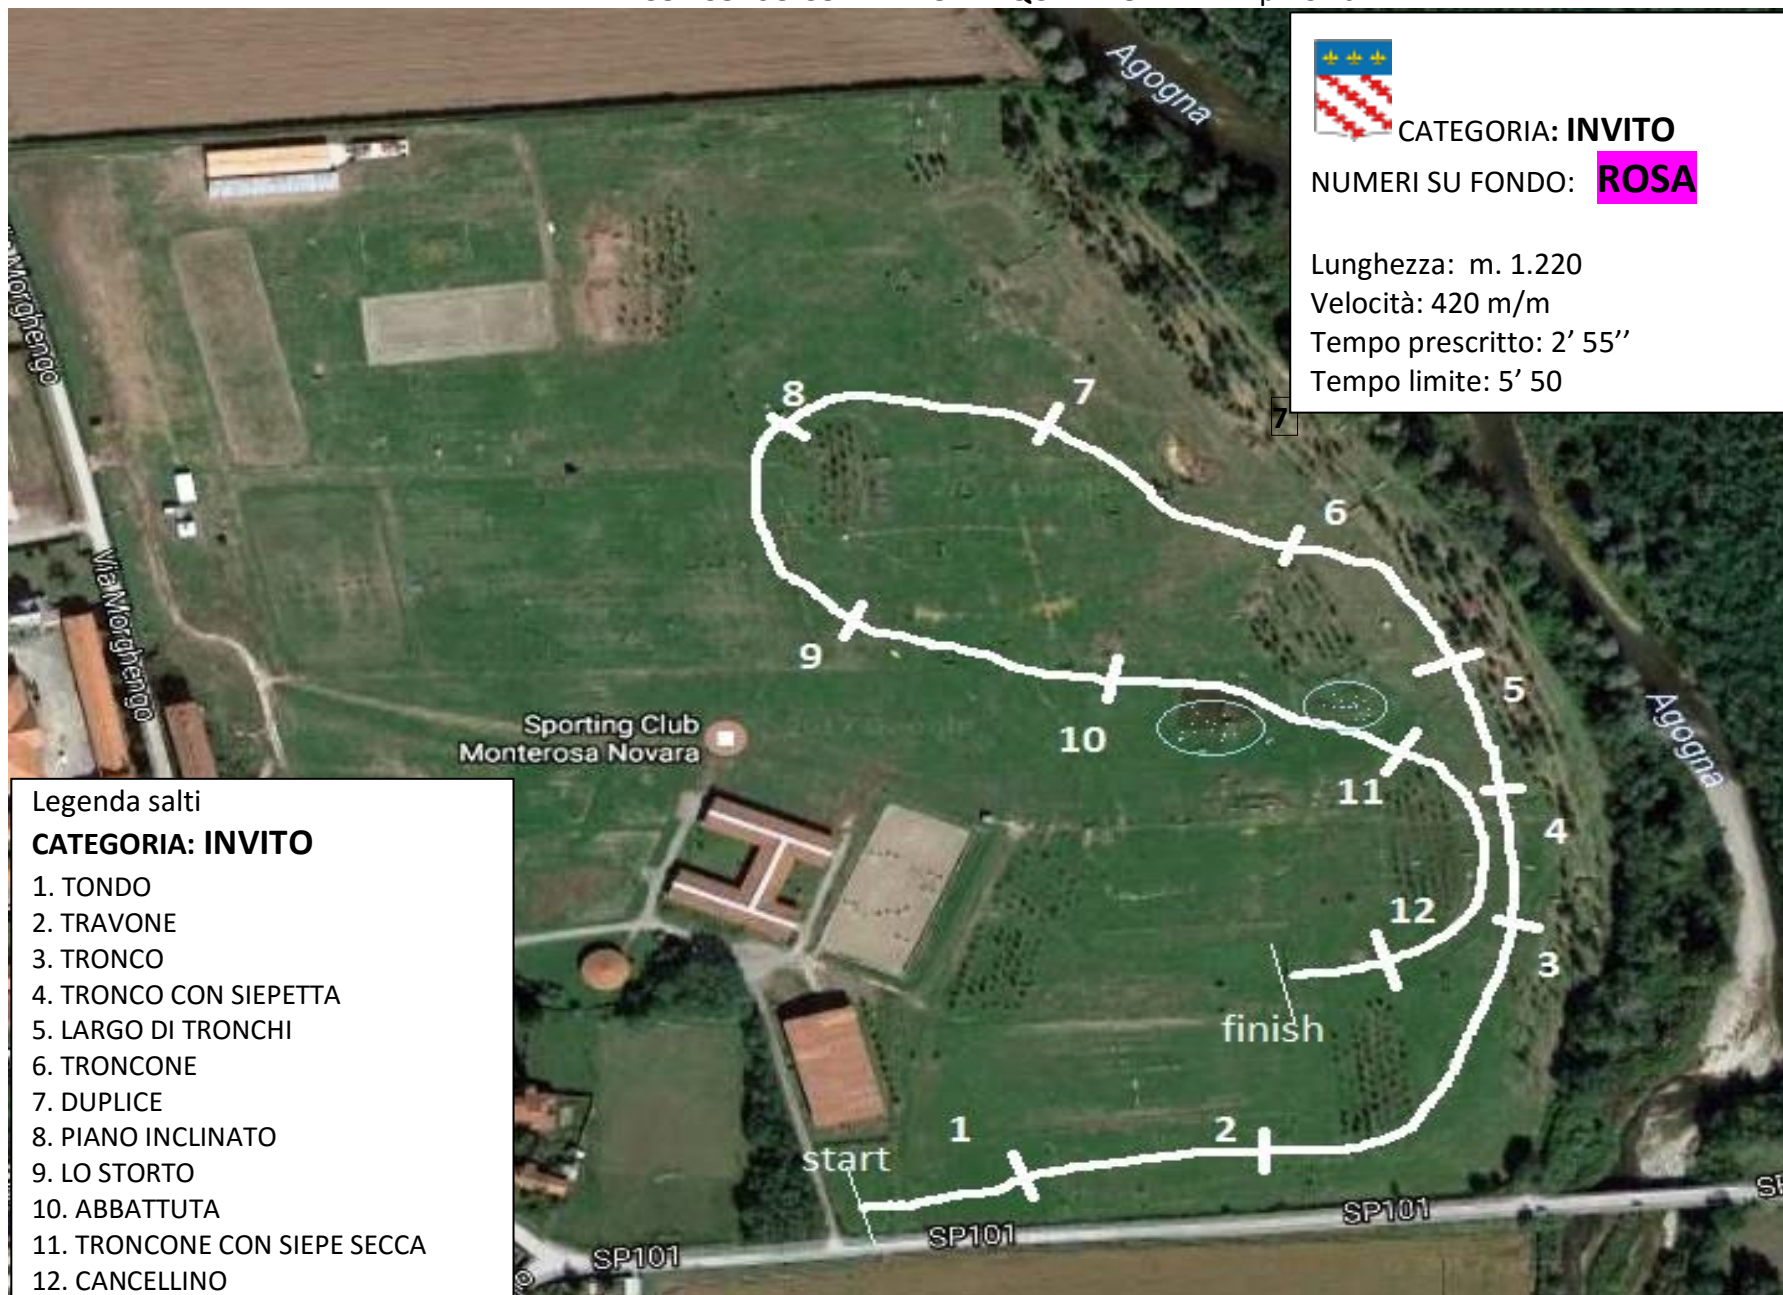 Agogna
CATEGORIA: INVITO
NUMERI SU FONDO: ROSA
Lunghezza: m. 1.220
Velocità: 420 m/m
Tempo prescritto: 2’ 55’’
Tempo limite: 5’ 50
Via Morghengo
8
7
7
6
Via Morghengo
9
5
Agogna
Sporting Club
Monterosa Novara
10
11
4
12
3
finish
1
2
start
SP101
SP101
SP101
Legenda salti
CATEGORIA: INVITO
1. TONDO
2. TRAVONE
3. TRONCO
4. TRONCO CON SIEPETTA
5. LARGO DI TRONCHI
6. TRONCONE
7. DUPLICE
8. PIANO INCLINATO
9. LO STORTO
10. ABBATTUTA
11. TRONCONE CON SIEPE SECCA
12. CANCELLINO